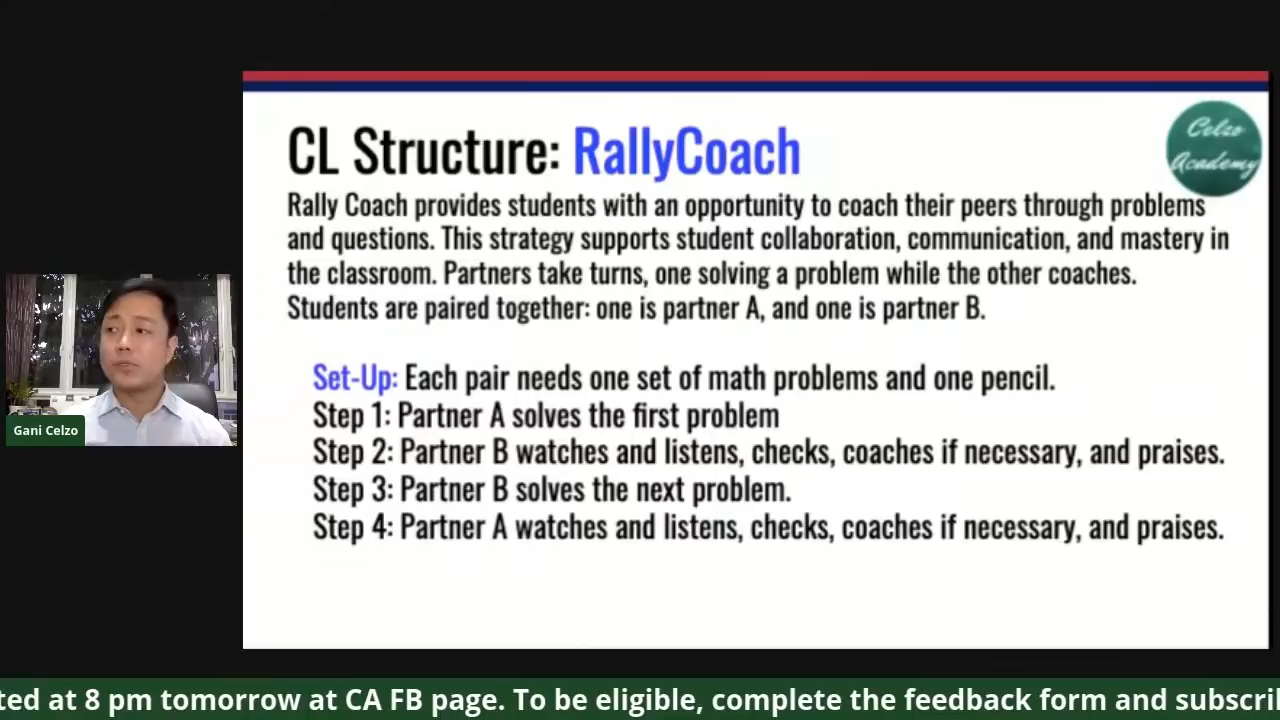 CL Structure: RallyCoach
Celzo
Academy
Rally Coach provides students with an opportunity to coach their peers through problems
and questions. This strategy supports student collaboration, communication, and mastery in
the classroom. Partners take turns, one solving a problem while the other coaches.
Students are paired together: one is partner A, and one is partner B.
Set-Up: Each pair needs one set of math problems and one pencil.
Step 1: Partner A solves the first problem
Step 2: Partner B watches and listens, checks, coaches if necessary, and praises.
Step 3: Partner B solves the next problem.
Step 4: Partner A watches and listens, checks, coaches if necessary, and praises.
Gani Celzo
ted at 8 pm tomorrow at CA FB page. To be eligible, complete the feedback form and subscri